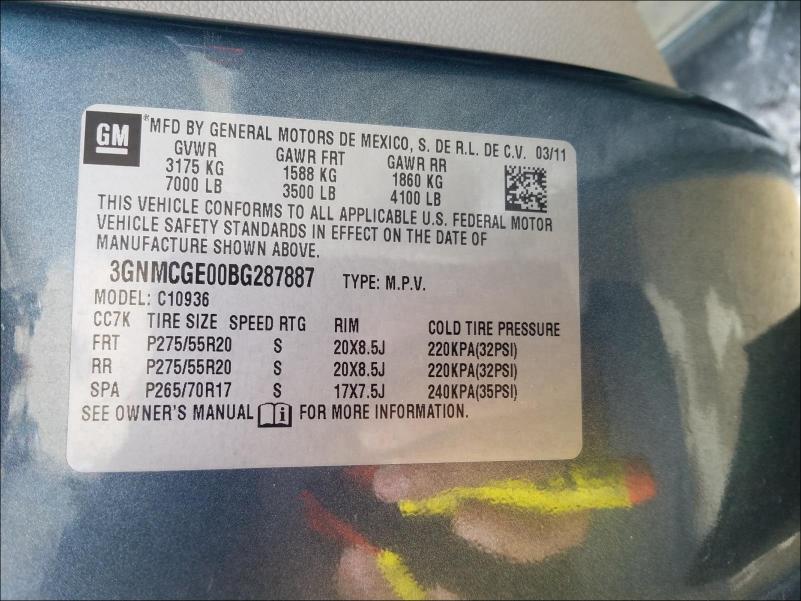 GM
*MFD BY GENERAL MOTORS DE MEXICO, S. DE R.L. DE C.V. 03/11
GVWR GAWR FRT GAWR RR
3175 KG 1588 KG 1860 KG
7000 LB 3500 LB 4100 LB
THIS VEHICLE CONFORMS TO ALL APPLICABLE U.S. FEDERAL MOTOR
VEHICLE SAFETY STANDARDS IN EFFECT ON THE DATE OF
MANUFACTURE SHOWN ABOVE.
3GNMCGE00BG287887 TYPE: M.P.V.
MODEL: C10936
CC7K TIRE SIZE SPEED RTG RIM COLD TIRE PRESSURE
FRT P275/55R20 S 20X8.5J 220KPA(32PSI)
RR P275/55R20 S 20X8.5J 220KPA(32PSI)
SPA P265/70R17 S 17X7.5J 240KPA(35PSI)
SEE OWNER'S MANUAL i FOR MORE INFORMATION.